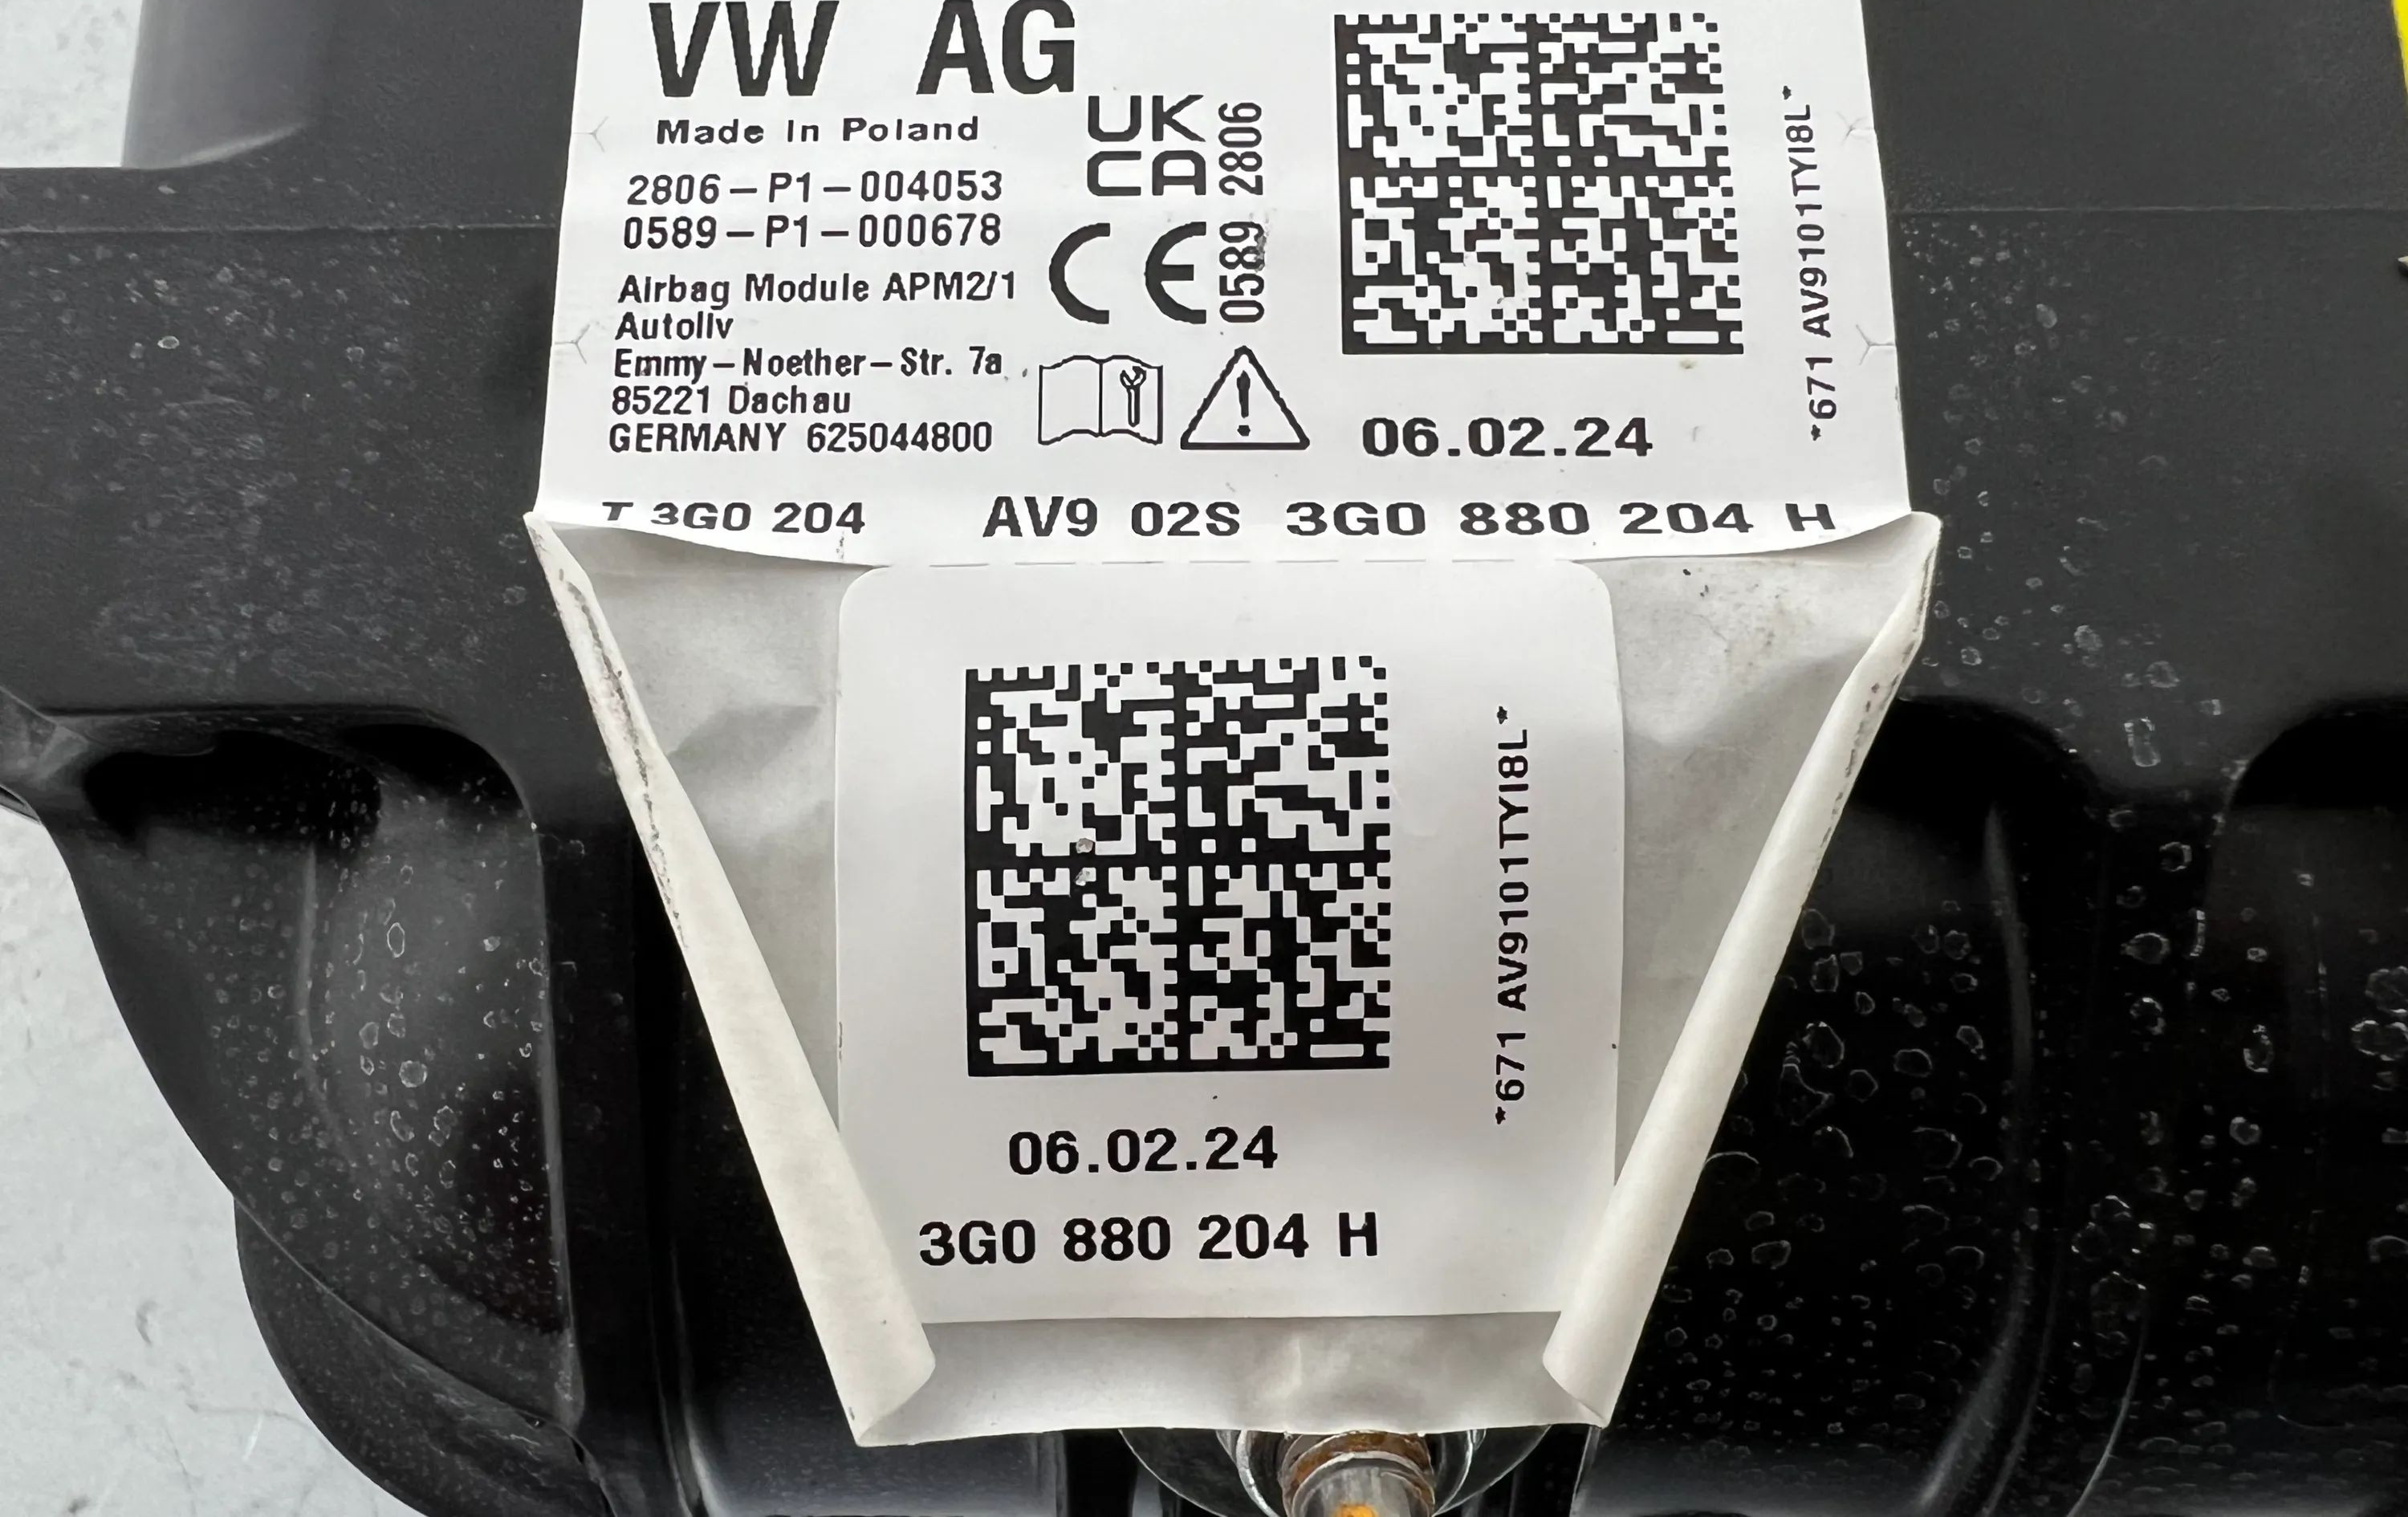 VW AG
Made In Poland
2806-P1-004053
0589-P1-000678
Airbag Module APM2/1
Autoliv
Emmy-Noether-Str. 7a
85221 Dachau
GERMANY 625044800
UK
CA
2806
CE
0589
06.02.24
*671 AV9101TYI8L*
T 3G0 204
AV9 02S 3G0 880 204 H
*671 AV9101TYI8L*
06.02.24
3G0 880 204 H